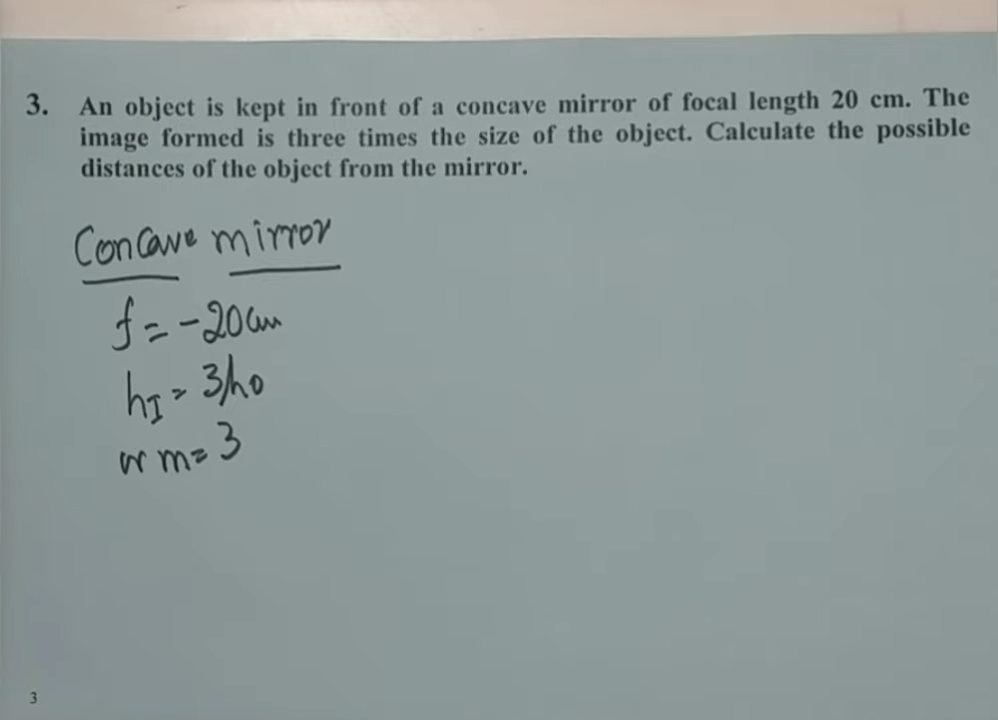 3. An object is kept in front of a concave mirror of focal length 20 cm. The
image formed is three times the size of the object. Calculate the possible
distances of the object from the mirror.
Concave mirror
f = -20cm
hI = 3ho
or m = 3
3